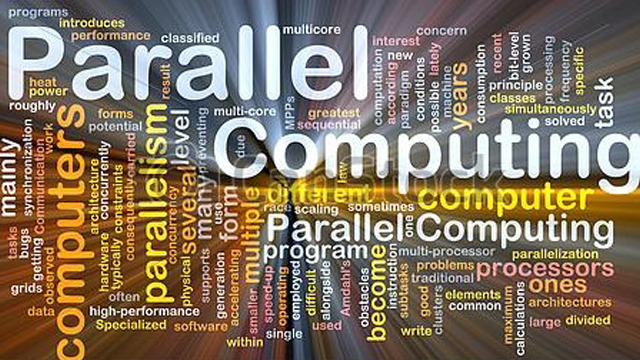 programs
introduces
performance
classified
multicore
concern
Parallel
heat
power
roughly
forms
potential
result
multi-core
MPPs
greatest
sequential
interest
computation
according
new
paradigm
conditions
possible
lately
machine
years
consumption
recent
bit-level
grown
principle
classes
simultaneously
solved
processing
frequency
specific
task
Computing
mainly
synchronization
Communication
work
computers
architecture
concurrently
constraints
consequently
carried
parallelism
concurrency
level
preventing
several
many
use
form
due
multiple
different
law
computer
race
scaling
sometimes
one
Parallel Computing
program
multi-processor
parallelization
tasks
bugs
getting
grids
observed
data
hardware
typically
often
physical
supports
generation
accelerating
smaller
speed-up
operating
employed
difficult
alongside
Amdahl's
obstacles
become
subtasks
instruction
problems
traditional
good
clusters
processors
ones
elements
common
architectures
maximum
calculations
large
divided
high-performance
Specialized
software
within
single
used
write